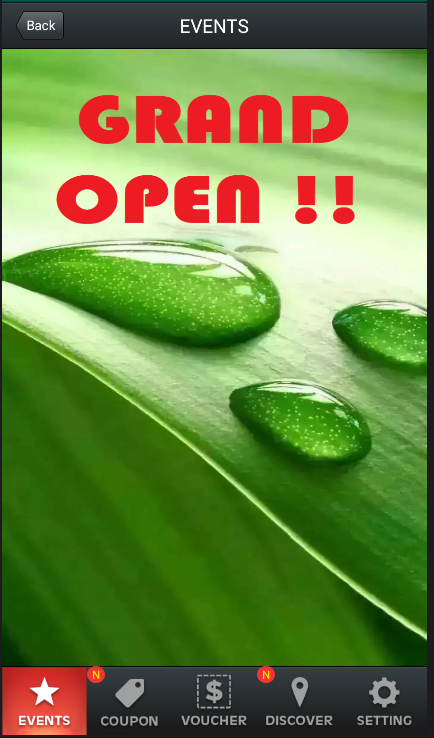 Back
EVENTS
GRAND
OPEN !!
N
N
EVENTS
COUPON
VOUCHER
DISCOVER
SETTING